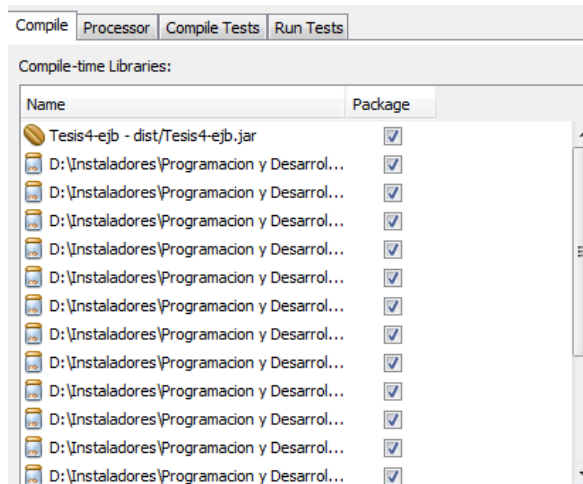 Compile Processor Compile Tests Run Tests
Compile-time Libraries:
Name Package
Tesis4-ejb - dist/Tesis4-ejb.jar
D:\Instaladores\Programacion y Desarrol...
D:\Instaladores\Programacion y Desarrol...
D:\Instaladores\Programacion y Desarrol...
D:\Instaladores\Programacion y Desarrol...
D:\Instaladores\Programacion y Desarrol...
D:\Instaladores\Programacion y Desarrol...
D:\Instaladores\Programacion y Desarrol...
D:\Instaladores\Programacion y Desarrol...
D:\Instaladores\Programacion y Desarrol...
D:\Instaladores\Programacion y Desarrol...
D:\Instaladores\Programacion y Desarrol...
D:\Instaladores\Programacion y Desarrol...